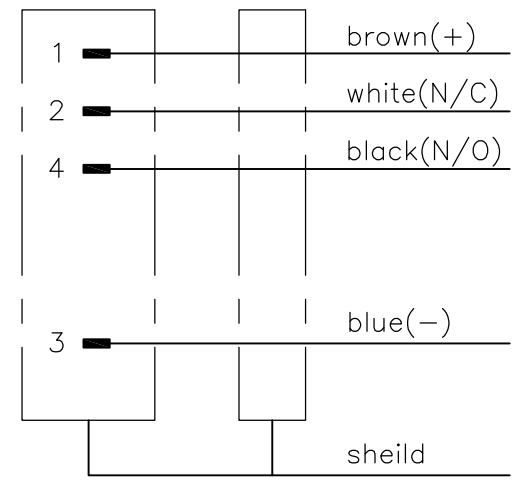 1 brown(+)
2 white(N/C)
4 black(N/O)
3 blue(−)
sheild